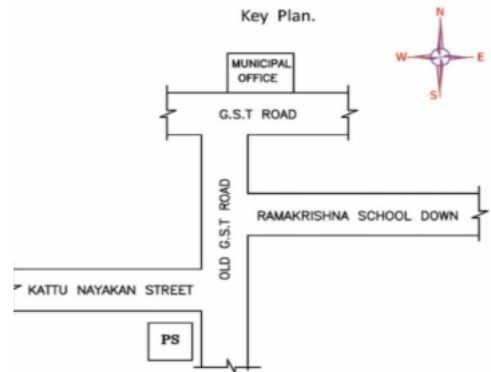 Key Plan.
N
W E
S
MUNICIPAL
OFFICE
G.S.T ROAD
OLD G.S.T ROAD
RAMAKRISHNA SCHOOL DOWN
KATTU NAYAKAN STREET
PS